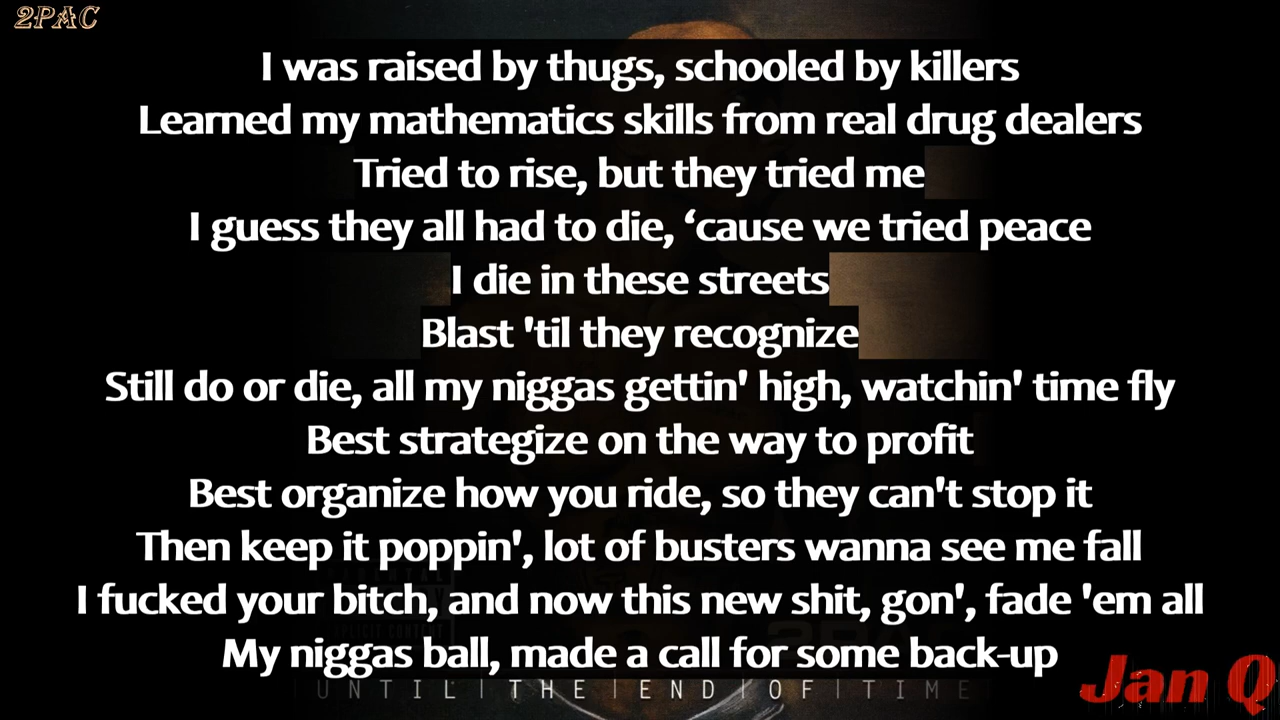 2PAC
I was raised by thugs, schooled by killers
Learned my mathematics skills from real drug dealers
Tried to rise, but they tried me
I guess they all had to die, ‘cause we tried peace
I die in these streets
Blast 'til they recognize
Still do or die, all my niggas gettin' high, watchin' time fly
Best strategize on the way to profit
Best organize how you ride, so they can't stop it
Then keep it poppin', lot of busters wanna see me fall
I fucked your bitch, and now this new shit, gon', fade 'em all
My niggas ball, made a call for some back-up
UNTIL | THE | END | OF | TIME
Jan Q